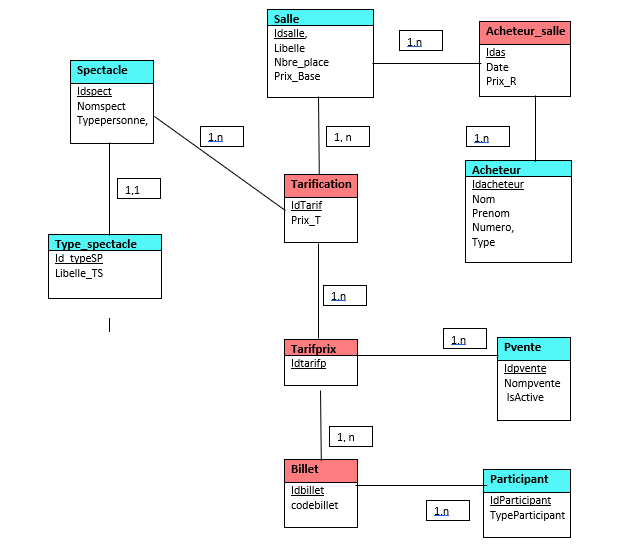 Salle
Idsalle,
Libelle
Nbre_place
Prix_Base
1.n
Acheteur_salle
Idas
Date
Prix_R
Spectacle
Idspect
Nomspect
Typepersonne,
1.n
1, n
1.n
Acheteur
Idacheteur
Nom
Prenom
Numero,
Type
1,1
Tarification
IdTarif
Prix_T
Type_spectacle
Id_typeSP
Libelle_TS
1.n
Tarifprix
Idtarifp
1.n
Pvente
Idpvente
Nompvente
IsActive
1, n
Billet
Idbillet
codebillet
1.n
Participant
IdParticipant
TypeParticipant